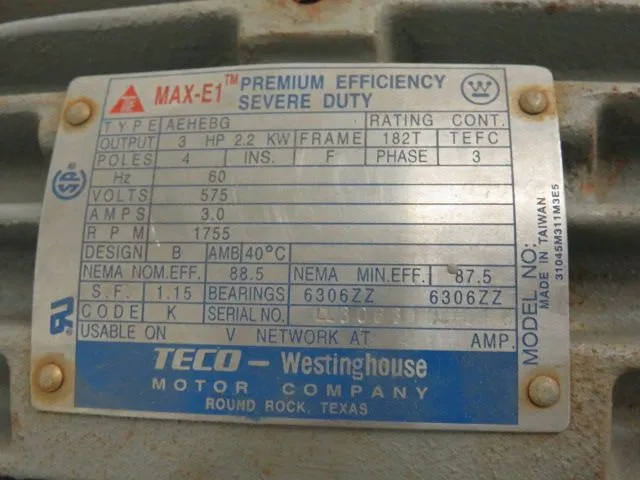 MAX-E1™ PREMIUM EFFICIENCY
SEVERE DUTY
TYPE AEHEBG RATING CONT.
OUTPUT 3 HP 2.2 KW FRAME 182T TEFC
POLES 4 INS. F PHASE 3
Hz 60
VOLTS 575
AMPS 3.0
RPM 1755
DESIGN B AMB 40°C
NEMA NOM.EFF. 88.5 NEMA MIN.EFF. 87.5
S.F. 1.15 BEARINGS 6306ZZ 6306ZZ
CODE K SERIAL NO.
USABLE ON V NETWORK AT AMP.
TECO - Westinghouse
MOTOR COMPANY
ROUND ROCK, TEXAS
MODEL NO:
MADE IN TAIWAN
31045M311M3E5